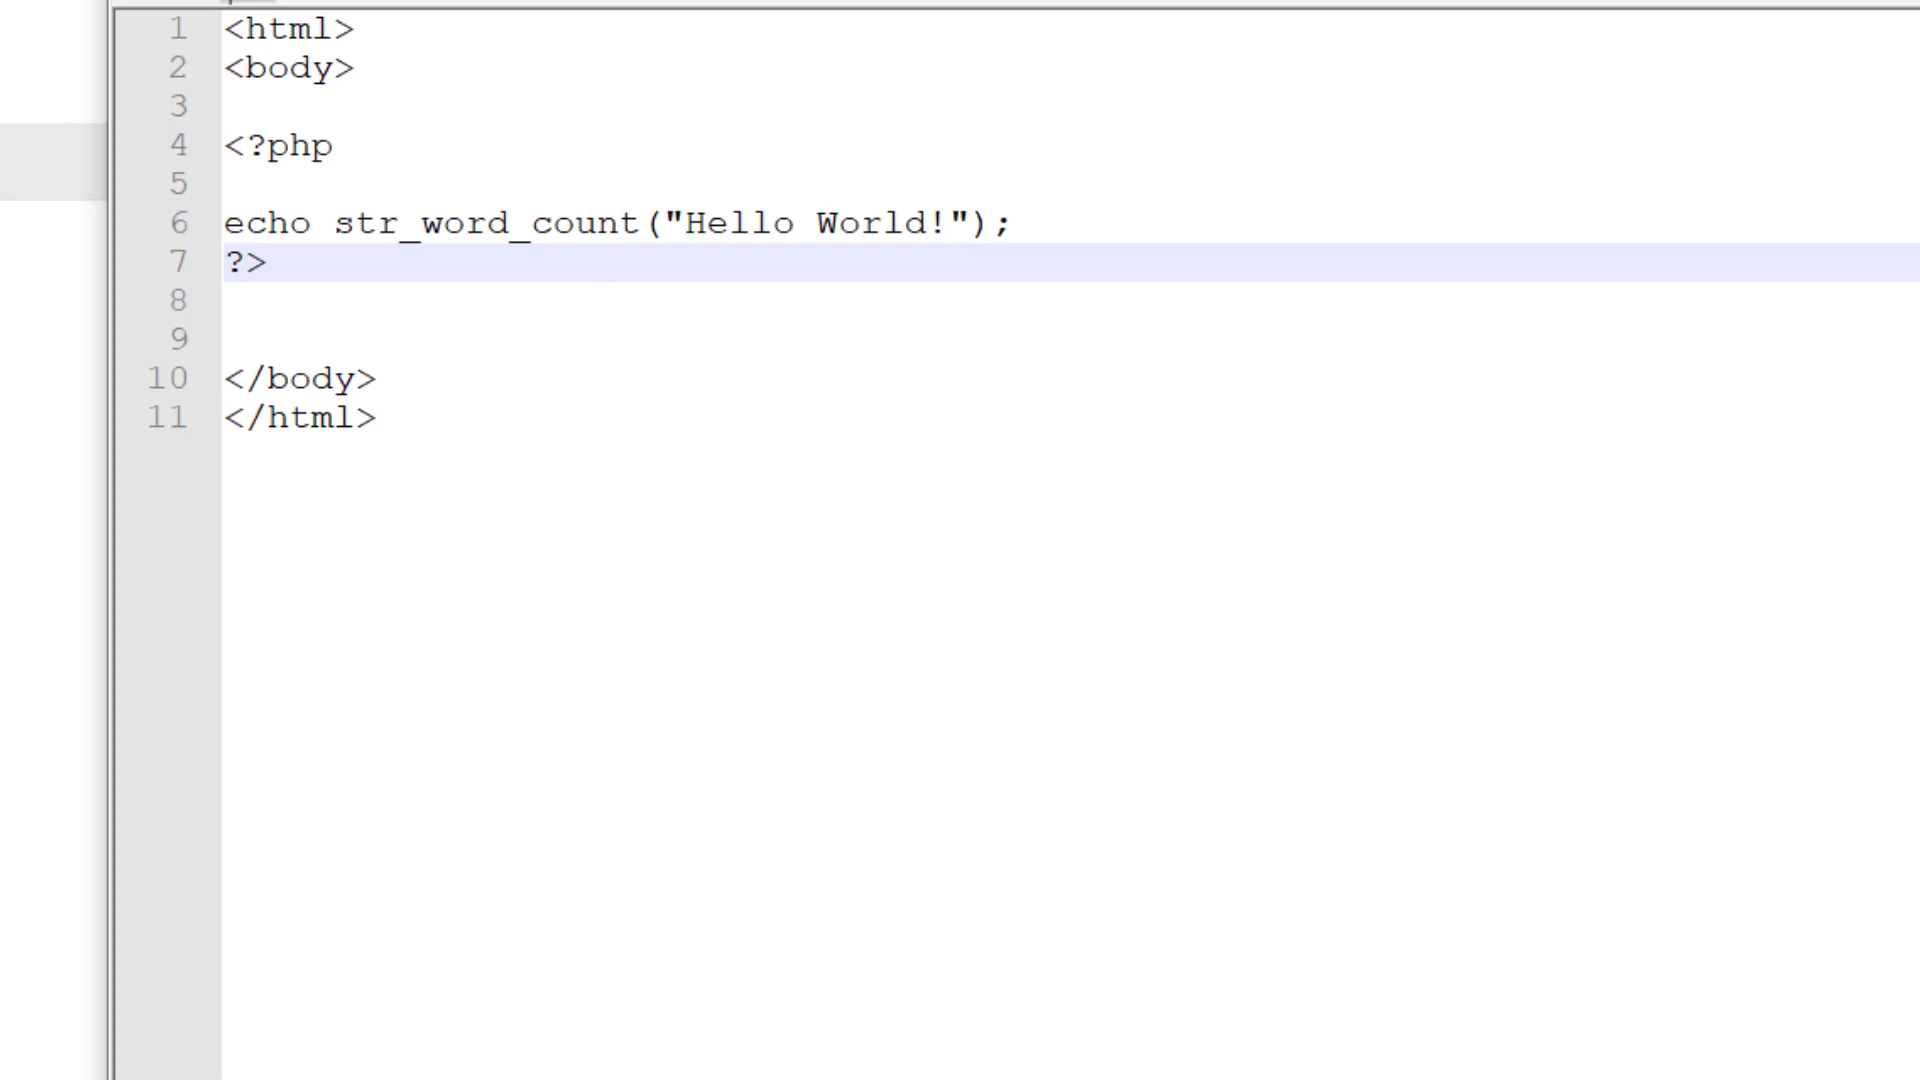 1 <html>
2 <body>
3
4 <?php
5
6 echo str_word_count("Hello World!");
7 ?>
8
9
10 </body>
11 </html>